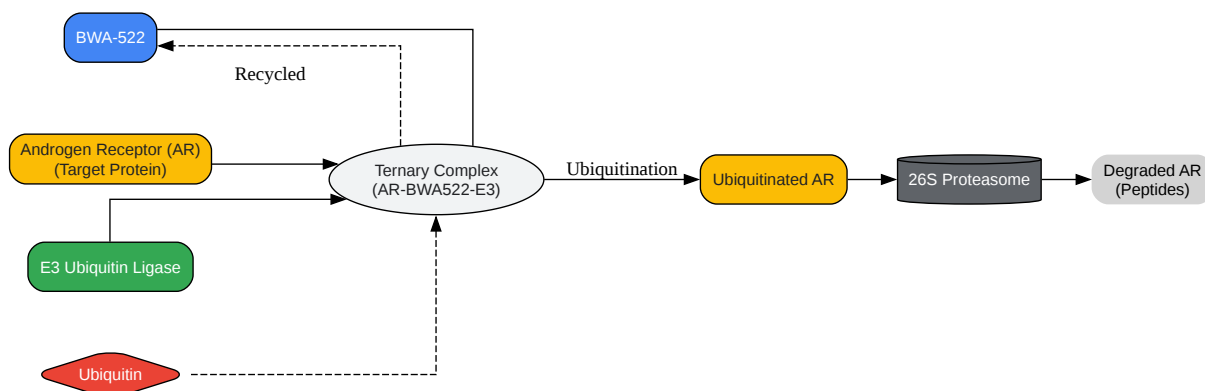 BWA-522
Recycled
Androgen Receptor (AR)
(Target Protein)
Ternary Complex
(AR-BWA522-E3)
Ubiquitination
Ubiquitinated AR
26S Proteasome
Degraded AR
(Peptides)
E3 Ubiquitin Ligase
Ubiquitin